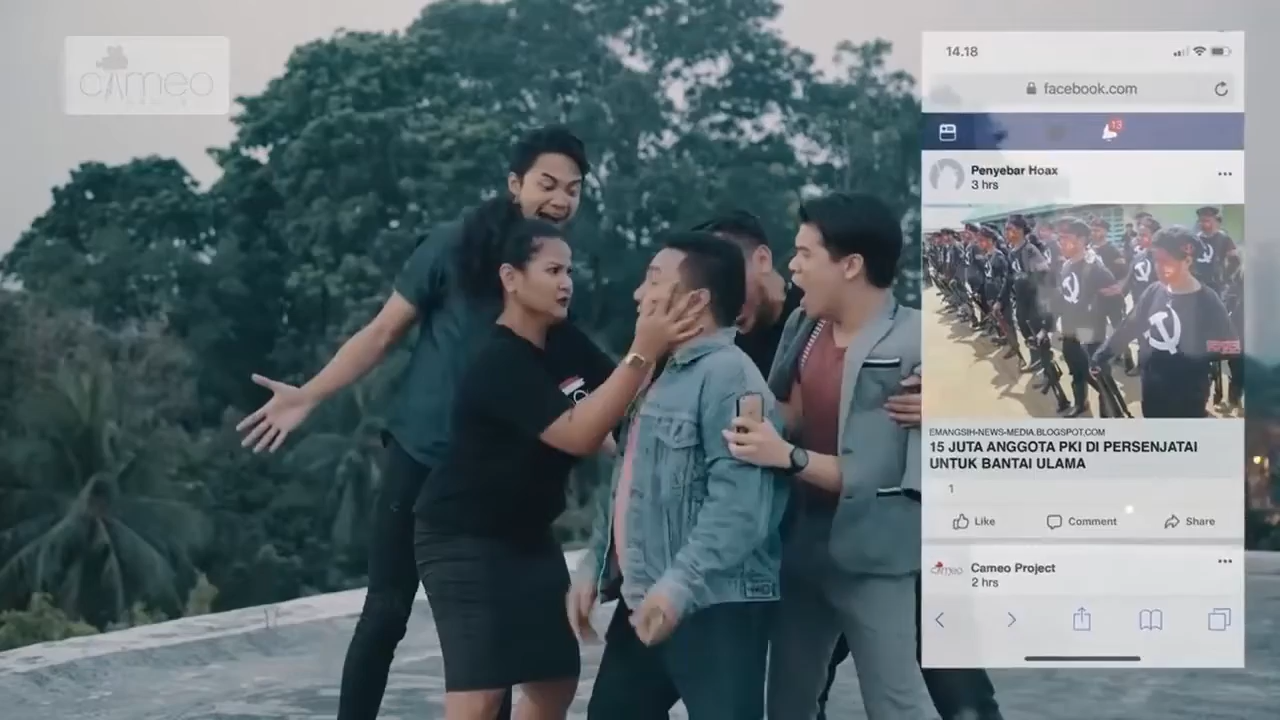 cameo
14.18
facebook.com
13
Penyebar Hoax
3 hrs
EMANGSIH-NEWS-MEDIA.BLOGSPOT.COM
15 JUTA ANGGOTA PKI DI PERSENJATAI
UNTUK BANTAI ULAMA
1
Like Comment Share
cameo
Cameo Project
2 hrs